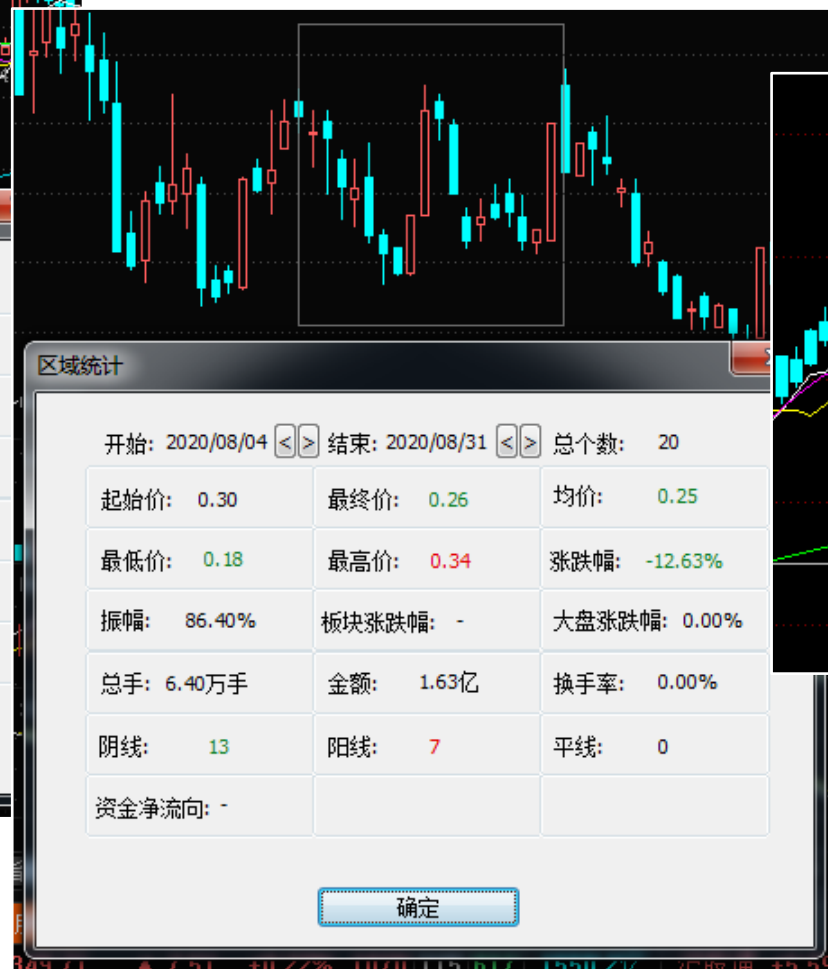 区域统计
开始: 2020/08/04 < > 结束: 2020/08/31 < > 总个数: 20
起始价: 0.30 最终价: 0.26 均价: 0.25
最低价: 0.18 最高价: 0.34 涨跌幅: -12.63%
振幅: 86.40% 板块涨跌幅: - 大盘涨跌幅: 0.00%
总手: 6.40万手 金额: 1.63亿 换手率: 0.00%
阴线: 13 阳线: 7 平线: 0
资金净流向: -
确定